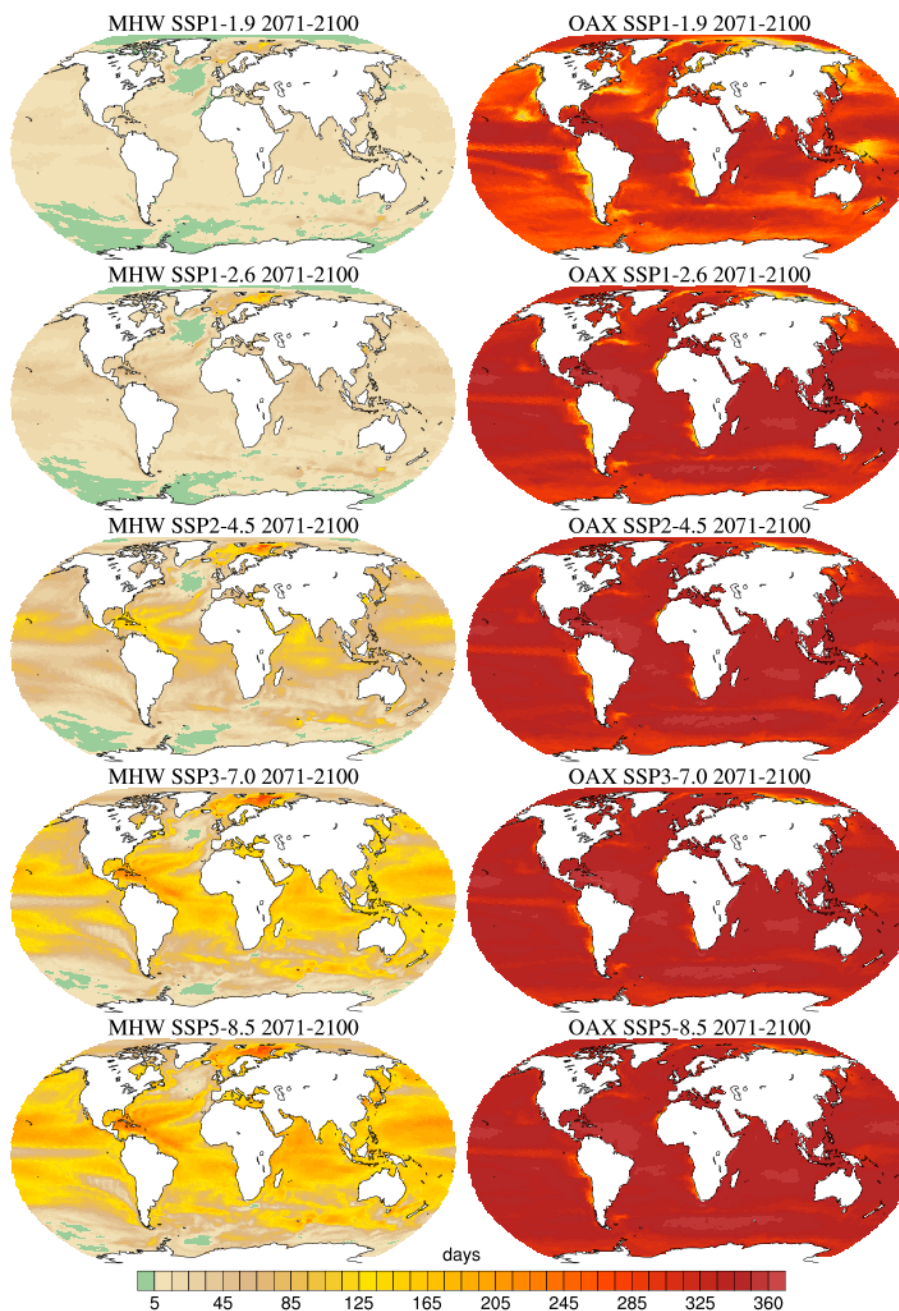 MHW SSP1-1.9 2071-2100
OAX SSP1-1.9 2071-2100
MHW SSP1-2.6 2071-2100
OAX SSP1-2.6 2071-2100
MHW SSP2-4.5 2071-2100
OAX SSP2-4.5 2071-2100
MHW SSP3-7.0 2071-2100
OAX SSP3-7.0 2071-2100
MHW SSP5-8.5 2071-2100
OAX SSP5-8.5 2071-2100
days
5 45 85 125 165 205 245 285 325 360